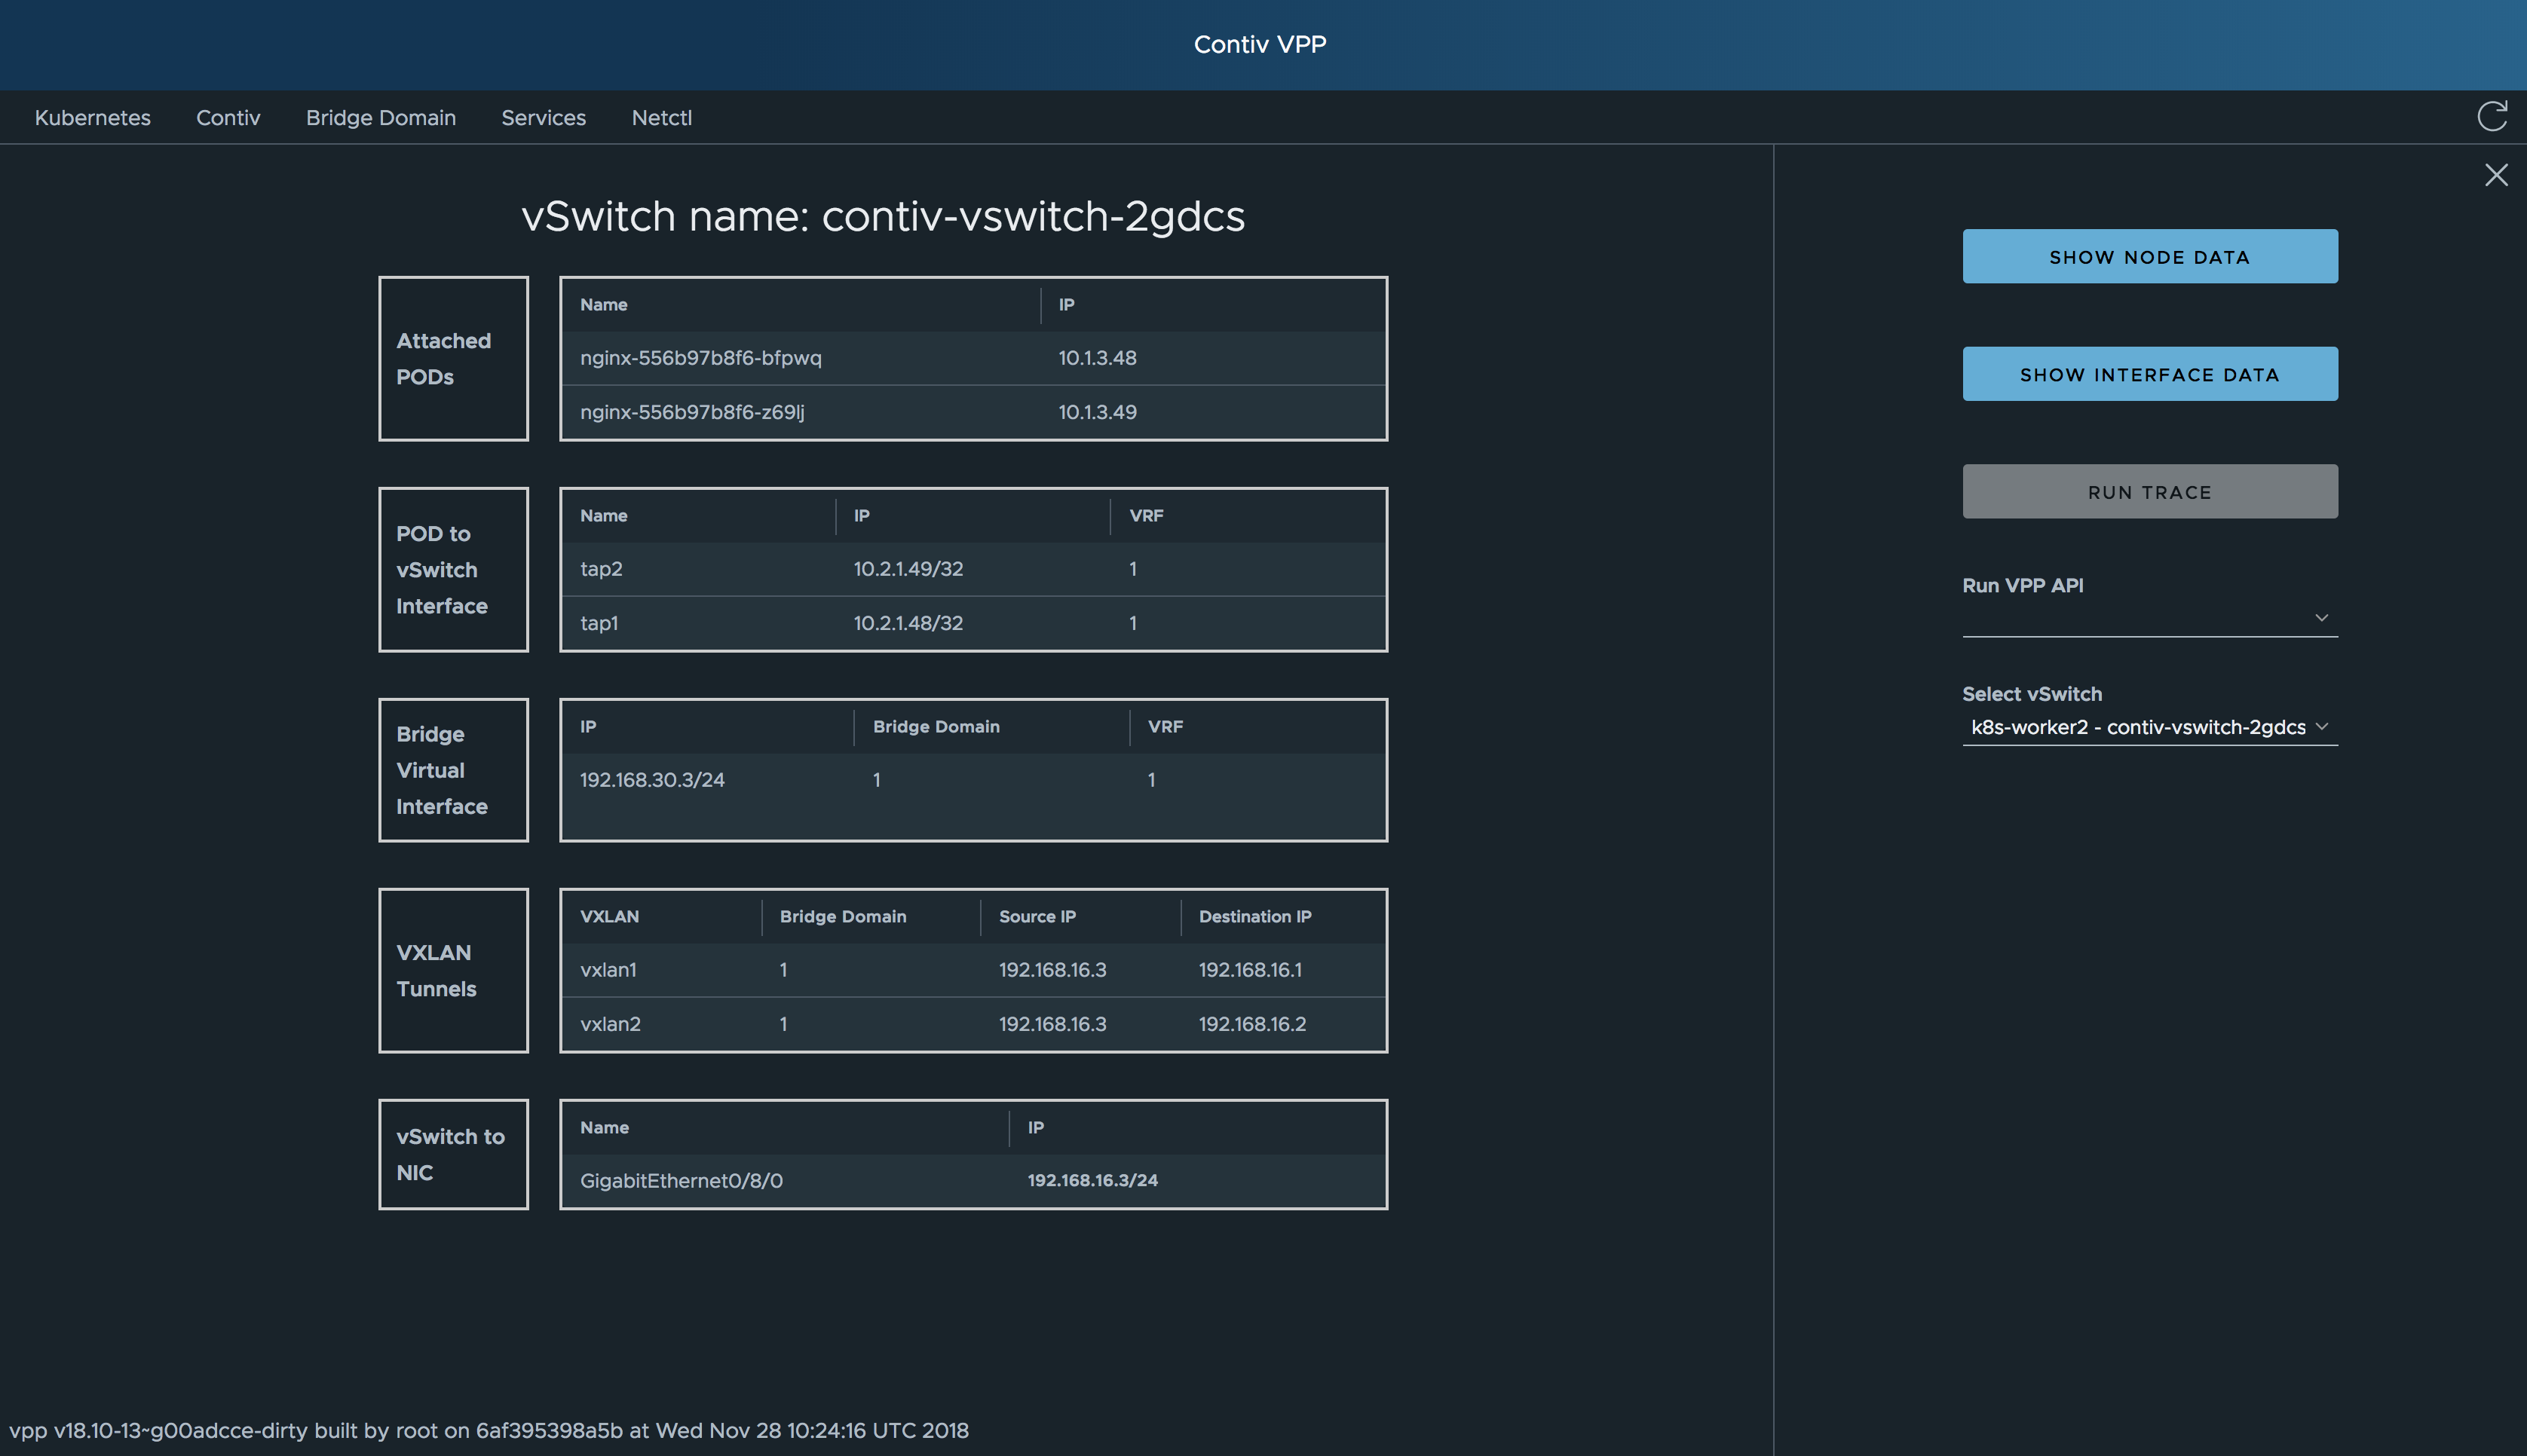 Contiv VPP
Kubernetes Contiv Bridge Domain Services Netctl
vSwitch name: contiv-vswitch-2gdcs
Attached
PODs
Name IP
nginx-556b97b8f6-bfpwq 10.1.3.48
nginx-556b97b8f6-z69lj 10.1.3.49
POD to
vSwitch
Interface
Name IP VRF
tap2 10.2.1.49/32 1
tap1 10.2.1.48/32 1
Bridge
Virtual
Interface
IP Bridge Domain VRF
192.168.30.3/24 1 1
VXLAN
Tunnels
VXLAN Bridge Domain Source IP Destination IP
vxlan1 1 192.168.16.3 192.168.16.1
vxlan2 1 192.168.16.3 192.168.16.2
vSwitch to
NIC
Name IP
GigabitEthernet0/8/0 192.168.16.3/24
SHOW NODE DATA
SHOW INTERFACE DATA
RUN TRACE
Run VPP API
Select vSwitch
k8s-worker2 - contiv-vswitch-2gdcs
vpp v18.10-13~g00adcce-dirty built by root on 6af395398a5b at Wed Nov 28 10:24:16 UTC 2018